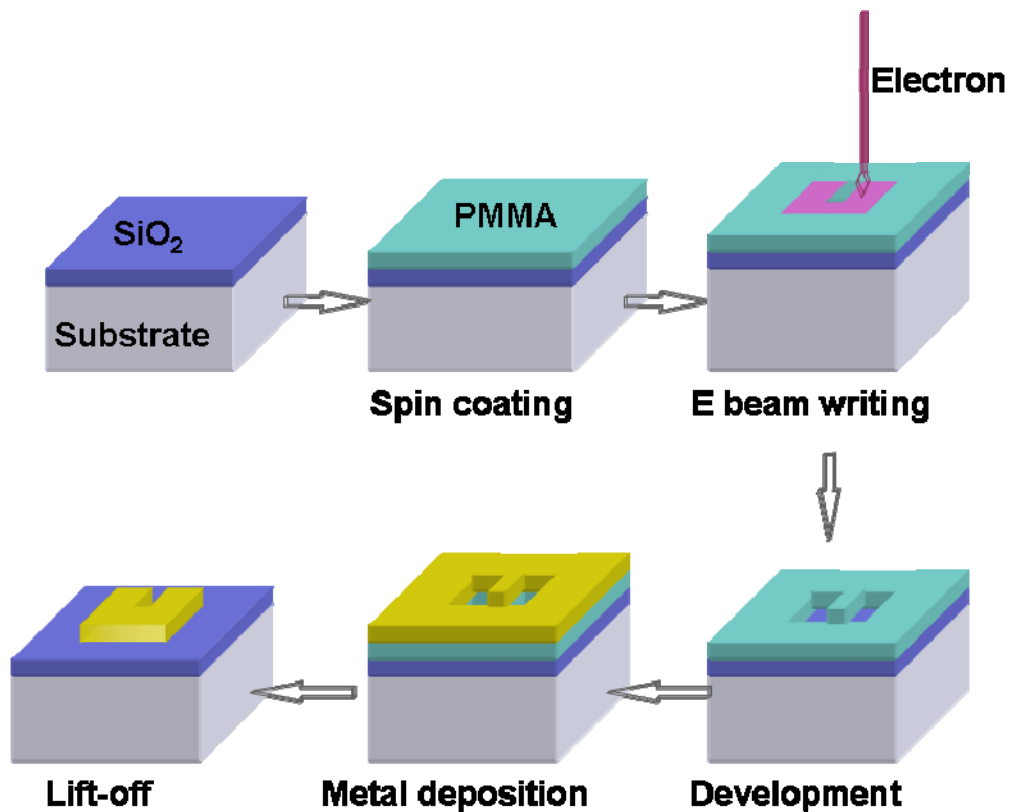 Electron
SiO₂
PMMA
Substrate
Spin coating
E beam writing
Lift-off
Metal deposition
Development